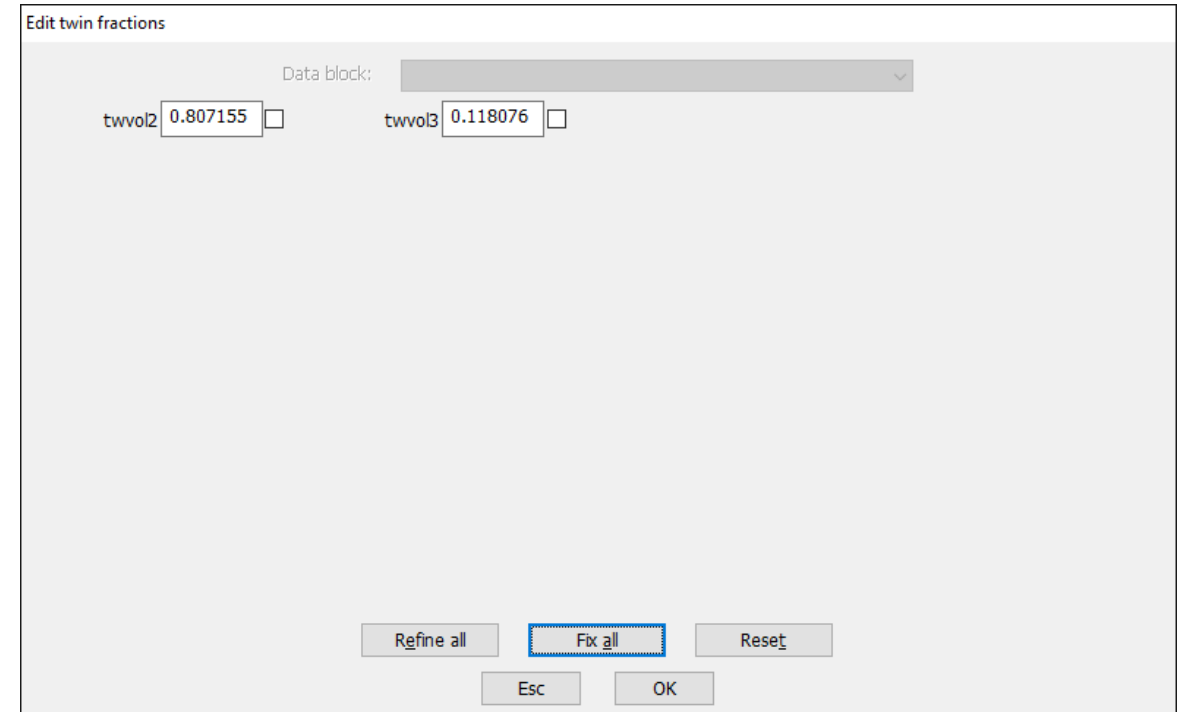 Edit twin fractions
Data block:
twvol2 0.807155 twvol3 0.118076
Refine all Fix all Reset
Esc OK